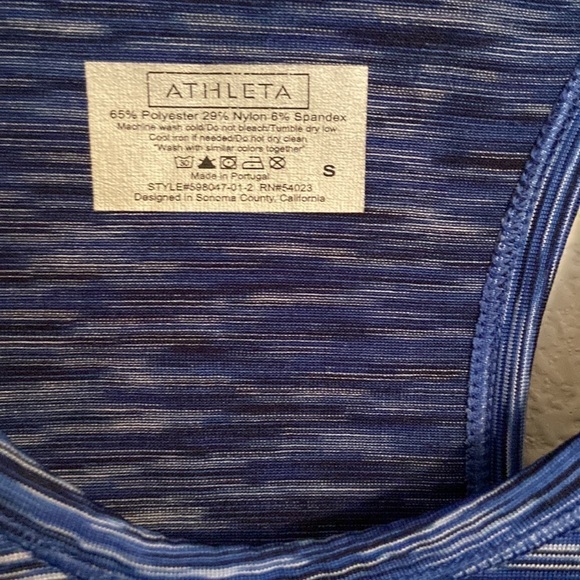 ATHLETA
65% Polyester 29% Nylon 6% Spandex
Machine wash cold/Do not bleach/Tumble dry low
Cool iron if needed/Do not dry clean
"Wash with similar colors together"
S
Made in Portugal
STYLE#598047-01-2 RN#54023
Designed in Sonoma County, California